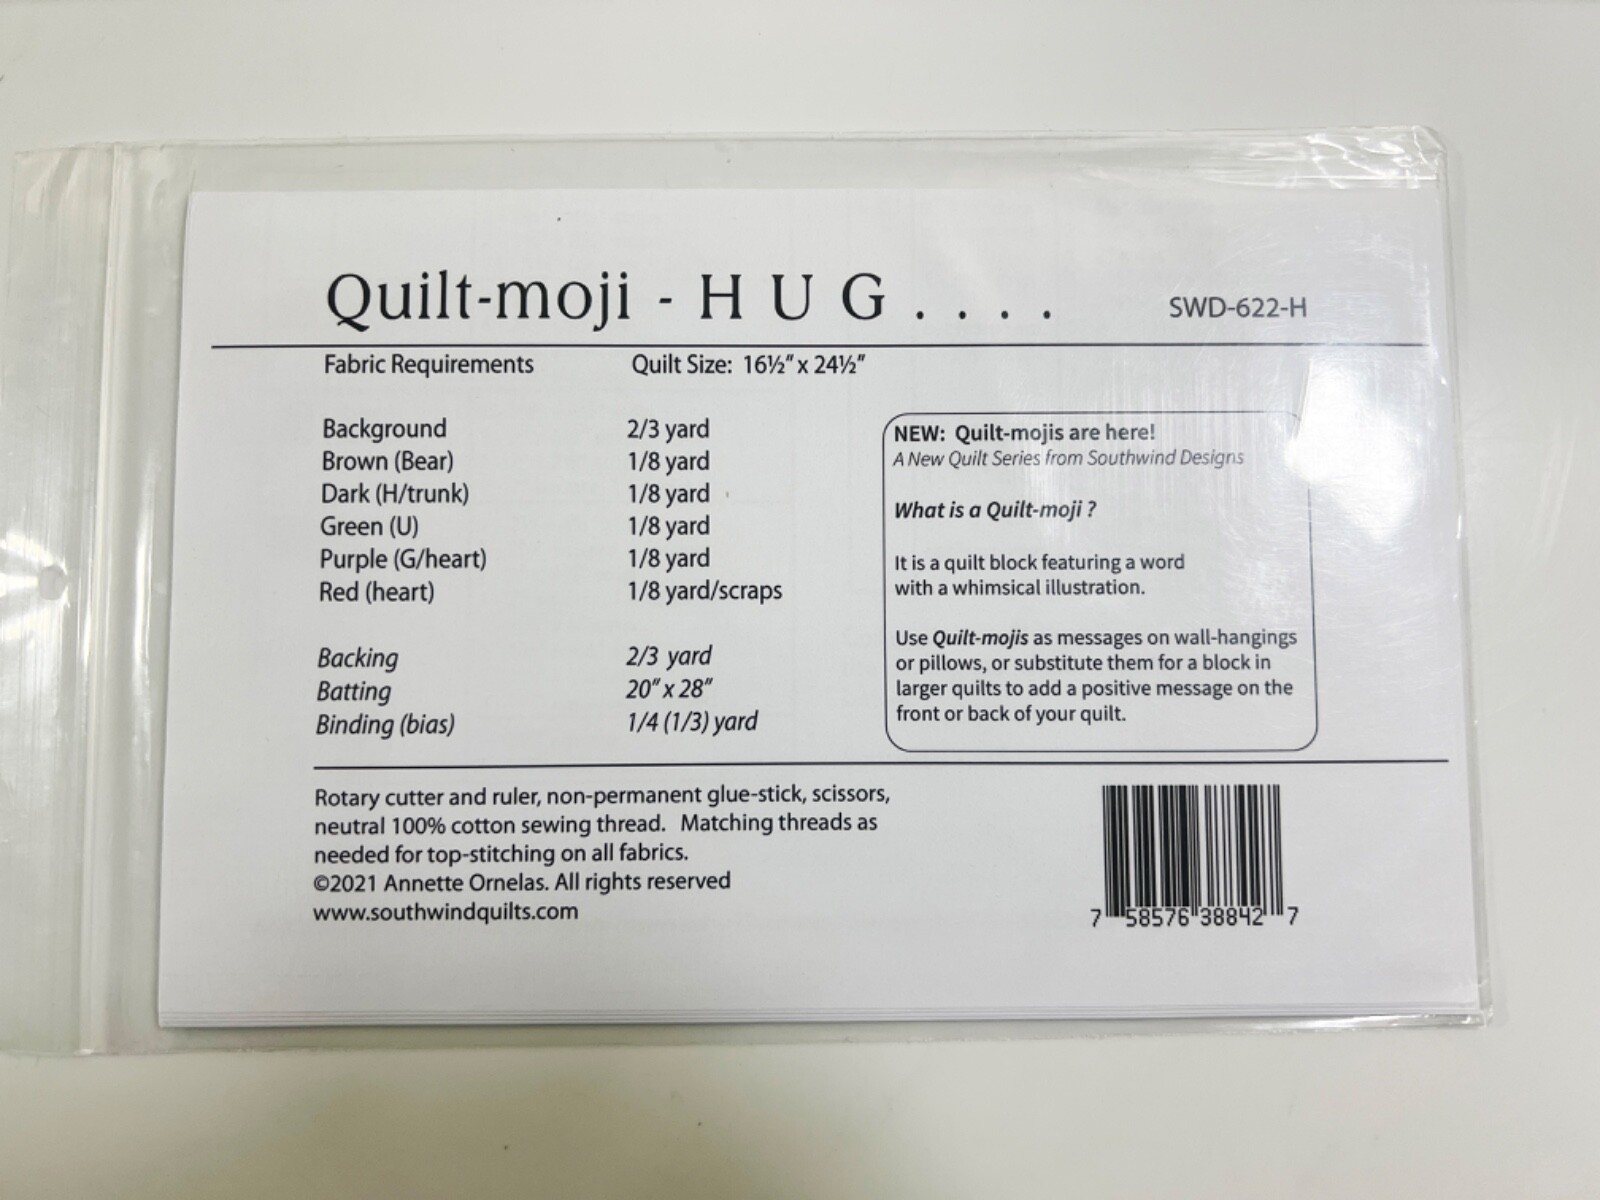 Quilt-moji - H U G . . . .
SWD-622-H
Fabric Requirements Quilt Size: 16½" x 24½"
Background 2/3 yard
Brown (Bear) 1/8 yard
Dark (H/trunk) 1/8 yard
Green (U) 1/8 yard
Purple (G/heart) 1/8 yard
Red (heart) 1/8 yard/scraps
Backing 2/3 yard
Batting 20" x 28"
Binding (bias) 1/4 (1/3) yard
NEW: Quilt-mojis are here!
A New Quilt Series from Southwind Designs
What is a Quilt-moji ?
It is a quilt block featuring a word
with a whimsical illustration.
Use Quilt-mojis as messages on wall-hangings
or pillows, or substitute them for a block in
larger quilts to add a positive message on the
front or back of your quilt.
Rotary cutter and ruler, non-permanent glue-stick, scissors,
neutral 100% cotton sewing thread. Matching threads as
needed for top-stitching on all fabrics.
©2021 Annette Ornelas. All rights reserved
www.southwindquilts.com
7 58576 38842 7